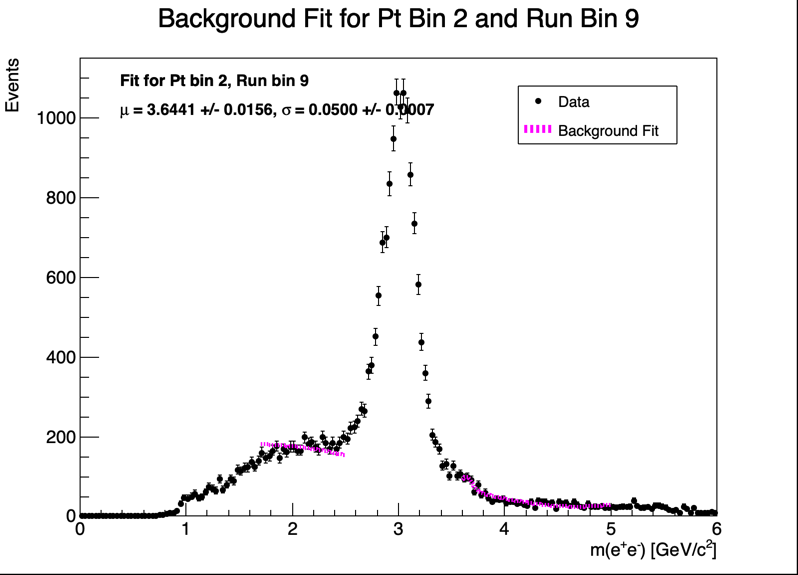 Background Fit for Pt Bin 2 and Run Bin 9
Events
Fit for Pt bin 2, Run bin 9
μ = 3.6441 +/- 0.0156, σ = 0.0500 +/- 0.0007
Data
Background Fit
1000
800
600
400
200
0
0 1 2 3 4 5 6
m(e⁺e⁻) [GeV/c²]